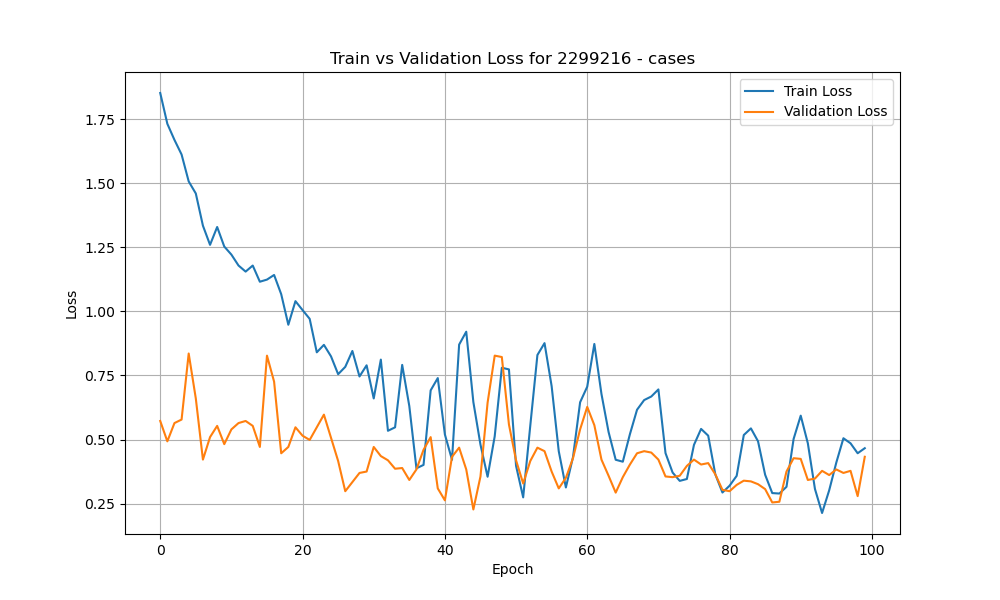 Train vs Validation Loss for 2299216 - cases
Train Loss
Validation Loss
Loss
1.75
1.50
1.25
1.00
0.75
0.50
0.25
0 20 40 60 80 100
Epoch